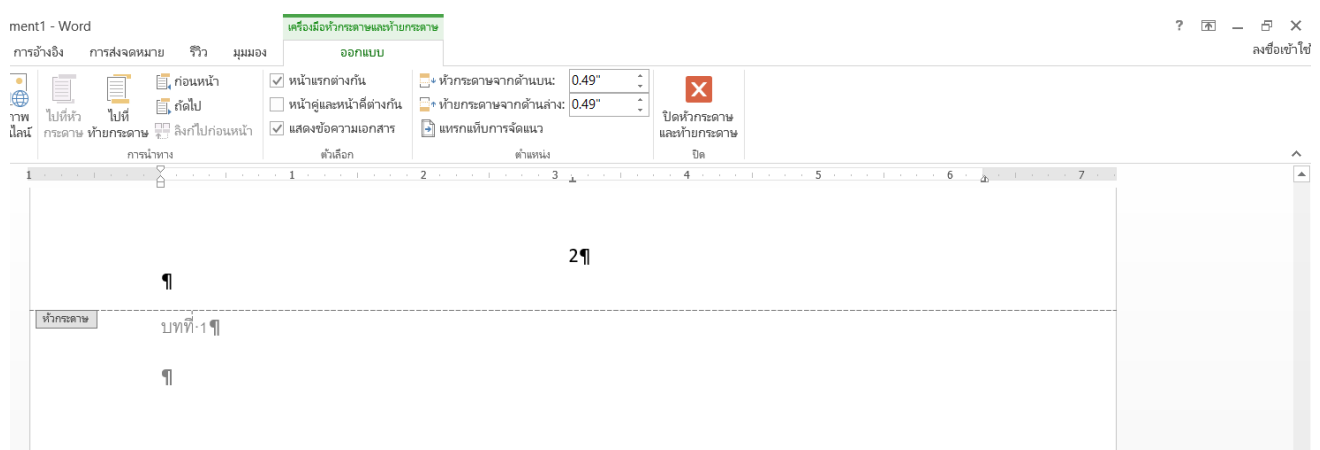 ment1 - Word
เครื่องมือหัวกระดาษและท้ายกระดาษ
?
การอ้างอิง การส่งจดหมาย รีวิว มุมมอง ออกแบบ
ลงชื่อเข้าใช้
ก่อนหน้า
หน้าแรกต่างกัน
หัวกระดาษจากด้านบน: 0.49"
ถัดไป
หน้าคู่และหน้าคี่ต่างกัน
ท้ายกระดาษจากด้านล่าง: 0.49"
ไปที่หัว
กระดาษ
ไปที่
ท้ายกระดาษ
ลิงก์ไปก่อนหน้า
แสดงข้อความเอกสาร
แทรกแท็บการจัดแนว
ปิดหัวกระดาษ
และท้ายกระดาษ
การนำทาง ตัวเลือก ตำแหน่ง ปิด
1 1 2 3 4 5 6 7
2¶
¶
หัวกระดาษ
บทที่·1¶
¶